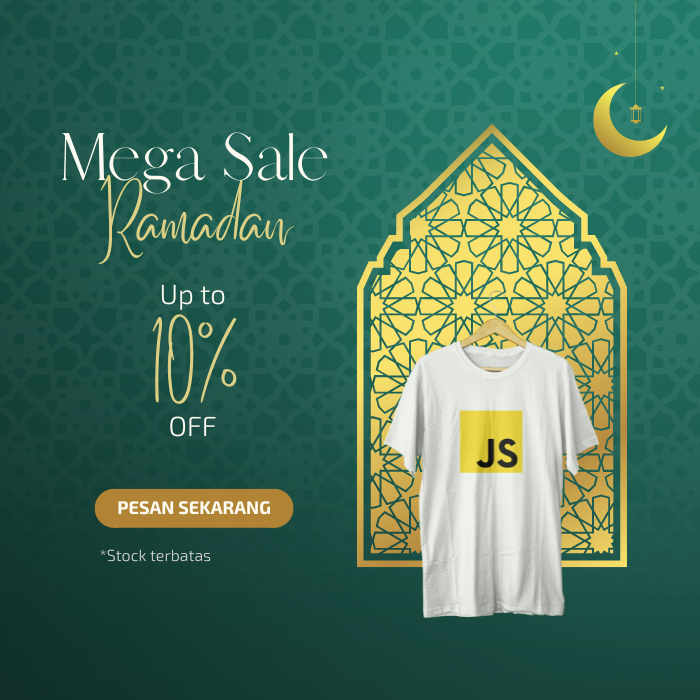 Mega Sale
Ramadan
Up to
10%
OFF
PESAN SEKARANG
*Stock terbatas
JS